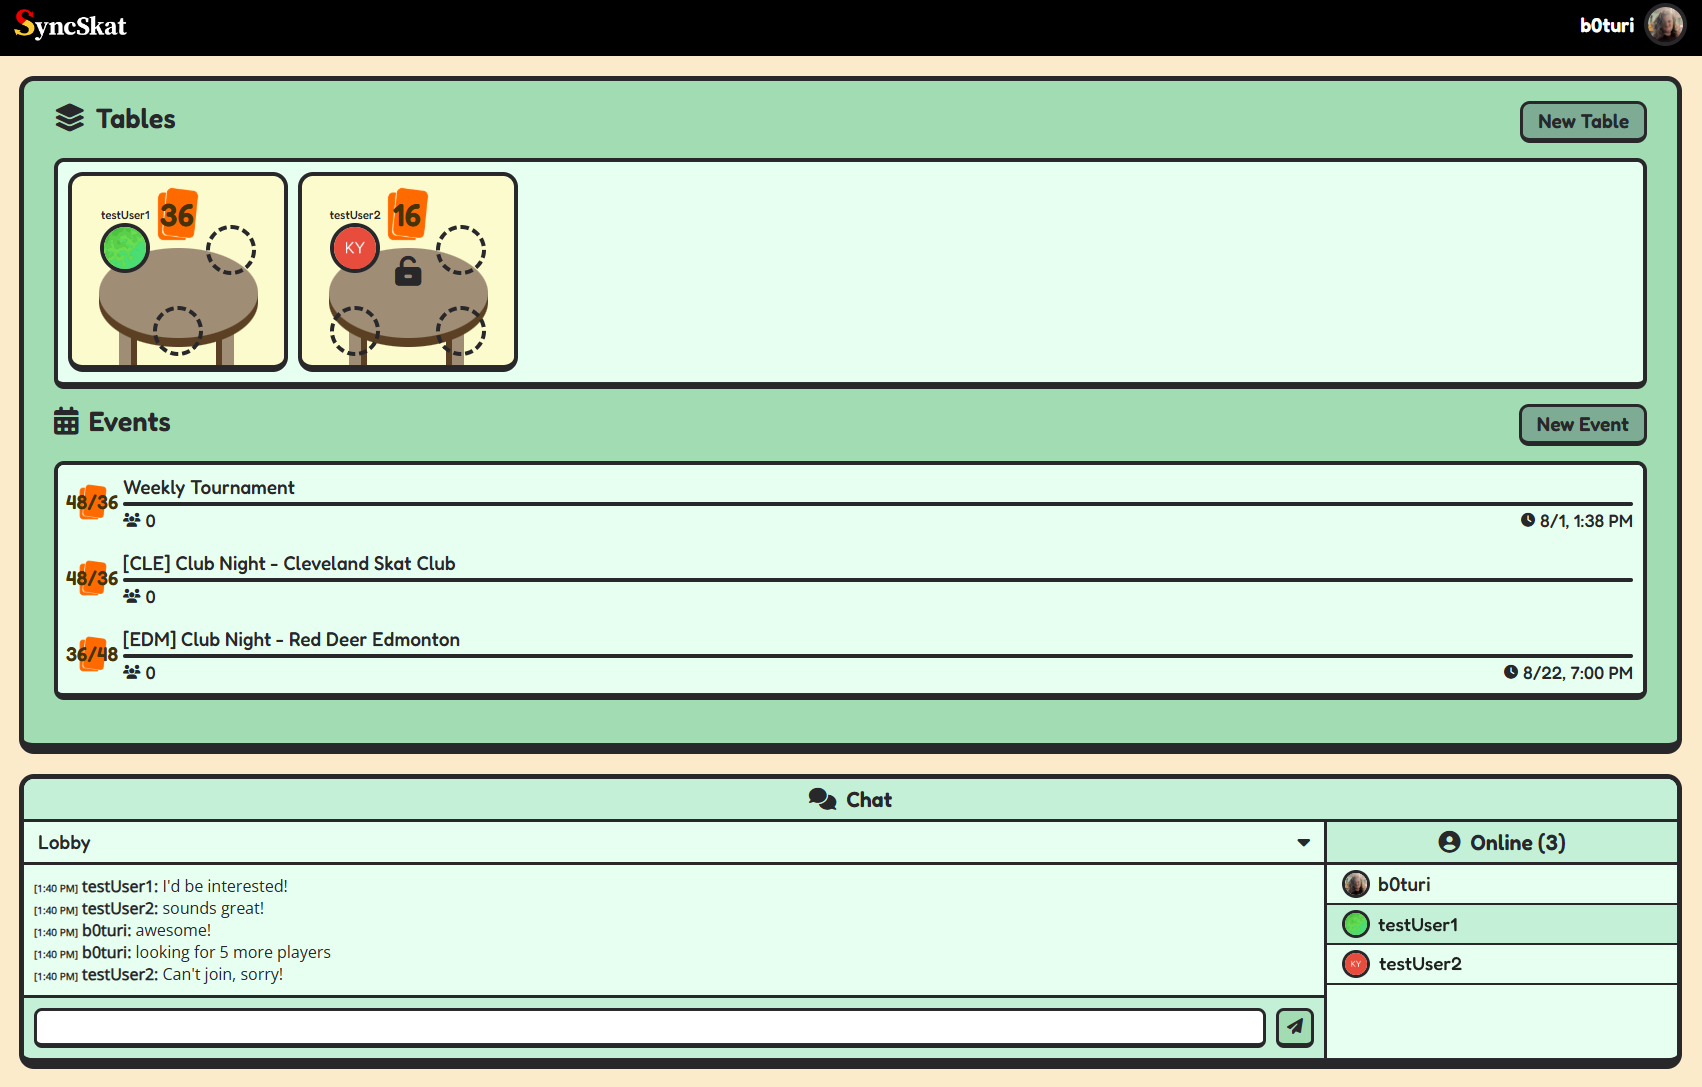 SyncSkat
b0turi
Tables
New Table
testUser1
36
testUser2
16
KY
Events
New Event
48/36
Weekly Tournament
0
8/1, 1:38 PM
48/36
[CLE] Club Night - Cleveland Skat Club
0
36/48
[EDM] Club Night - Red Deer Edmonton
0
8/22, 7:00 PM
Chat
Lobby
Online (3)
[1:40 PM] testUser1: I'd be interested!
[1:40 PM] testUser2: sounds great!
[1:40 PM] b0turi: awesome!
[1:40 PM] b0turi: looking for 5 more players
[1:40 PM] testUser2: Can't join, sorry!
b0turi
testUser1
KY
testUser2